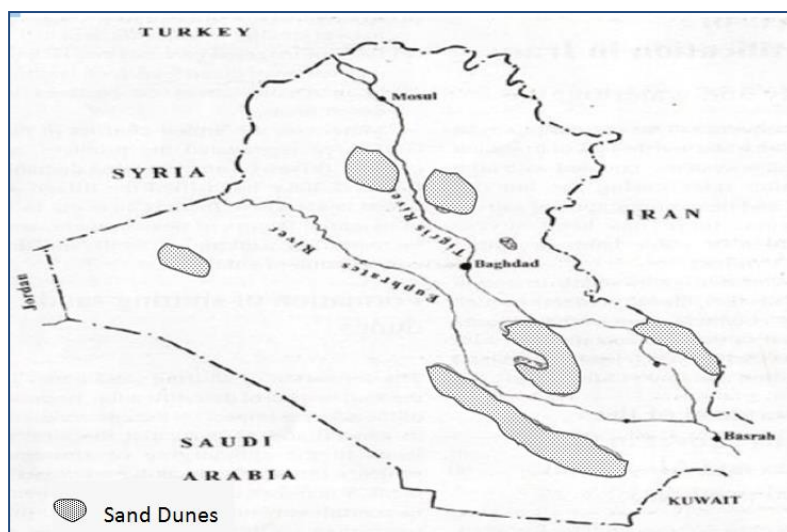 TURKEY
Mosul
SYRIA
Tigris River
IRAN
Baghdad
Euphrates River
Jordan
SAUDI
ARABIA
Basrah
KUWAIT
Sand Dunes